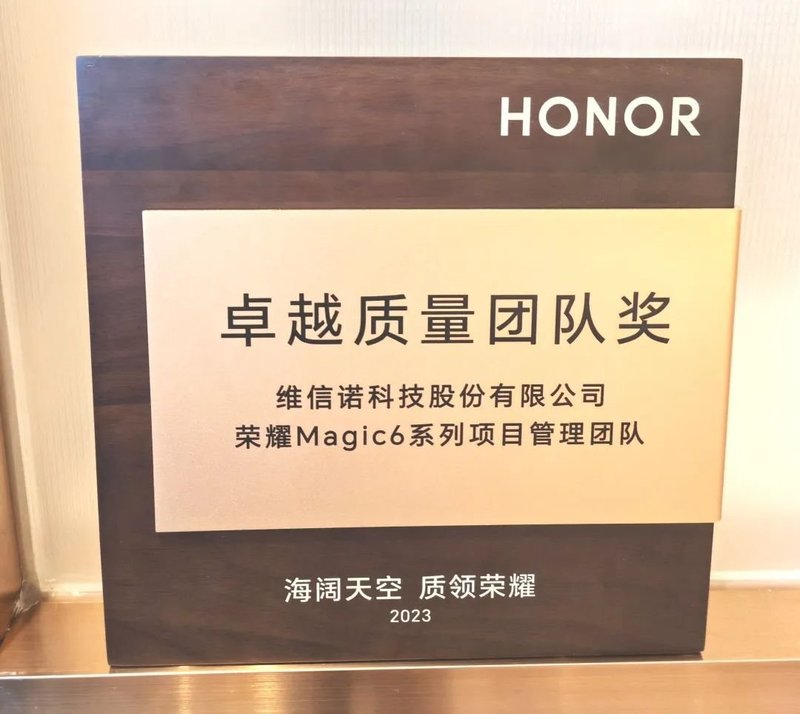 HONOR
卓越质量团队奖
维信诺科技股份有限公司
荣耀Magic6系列项目管理团队
海阔天空 质领荣耀
2023